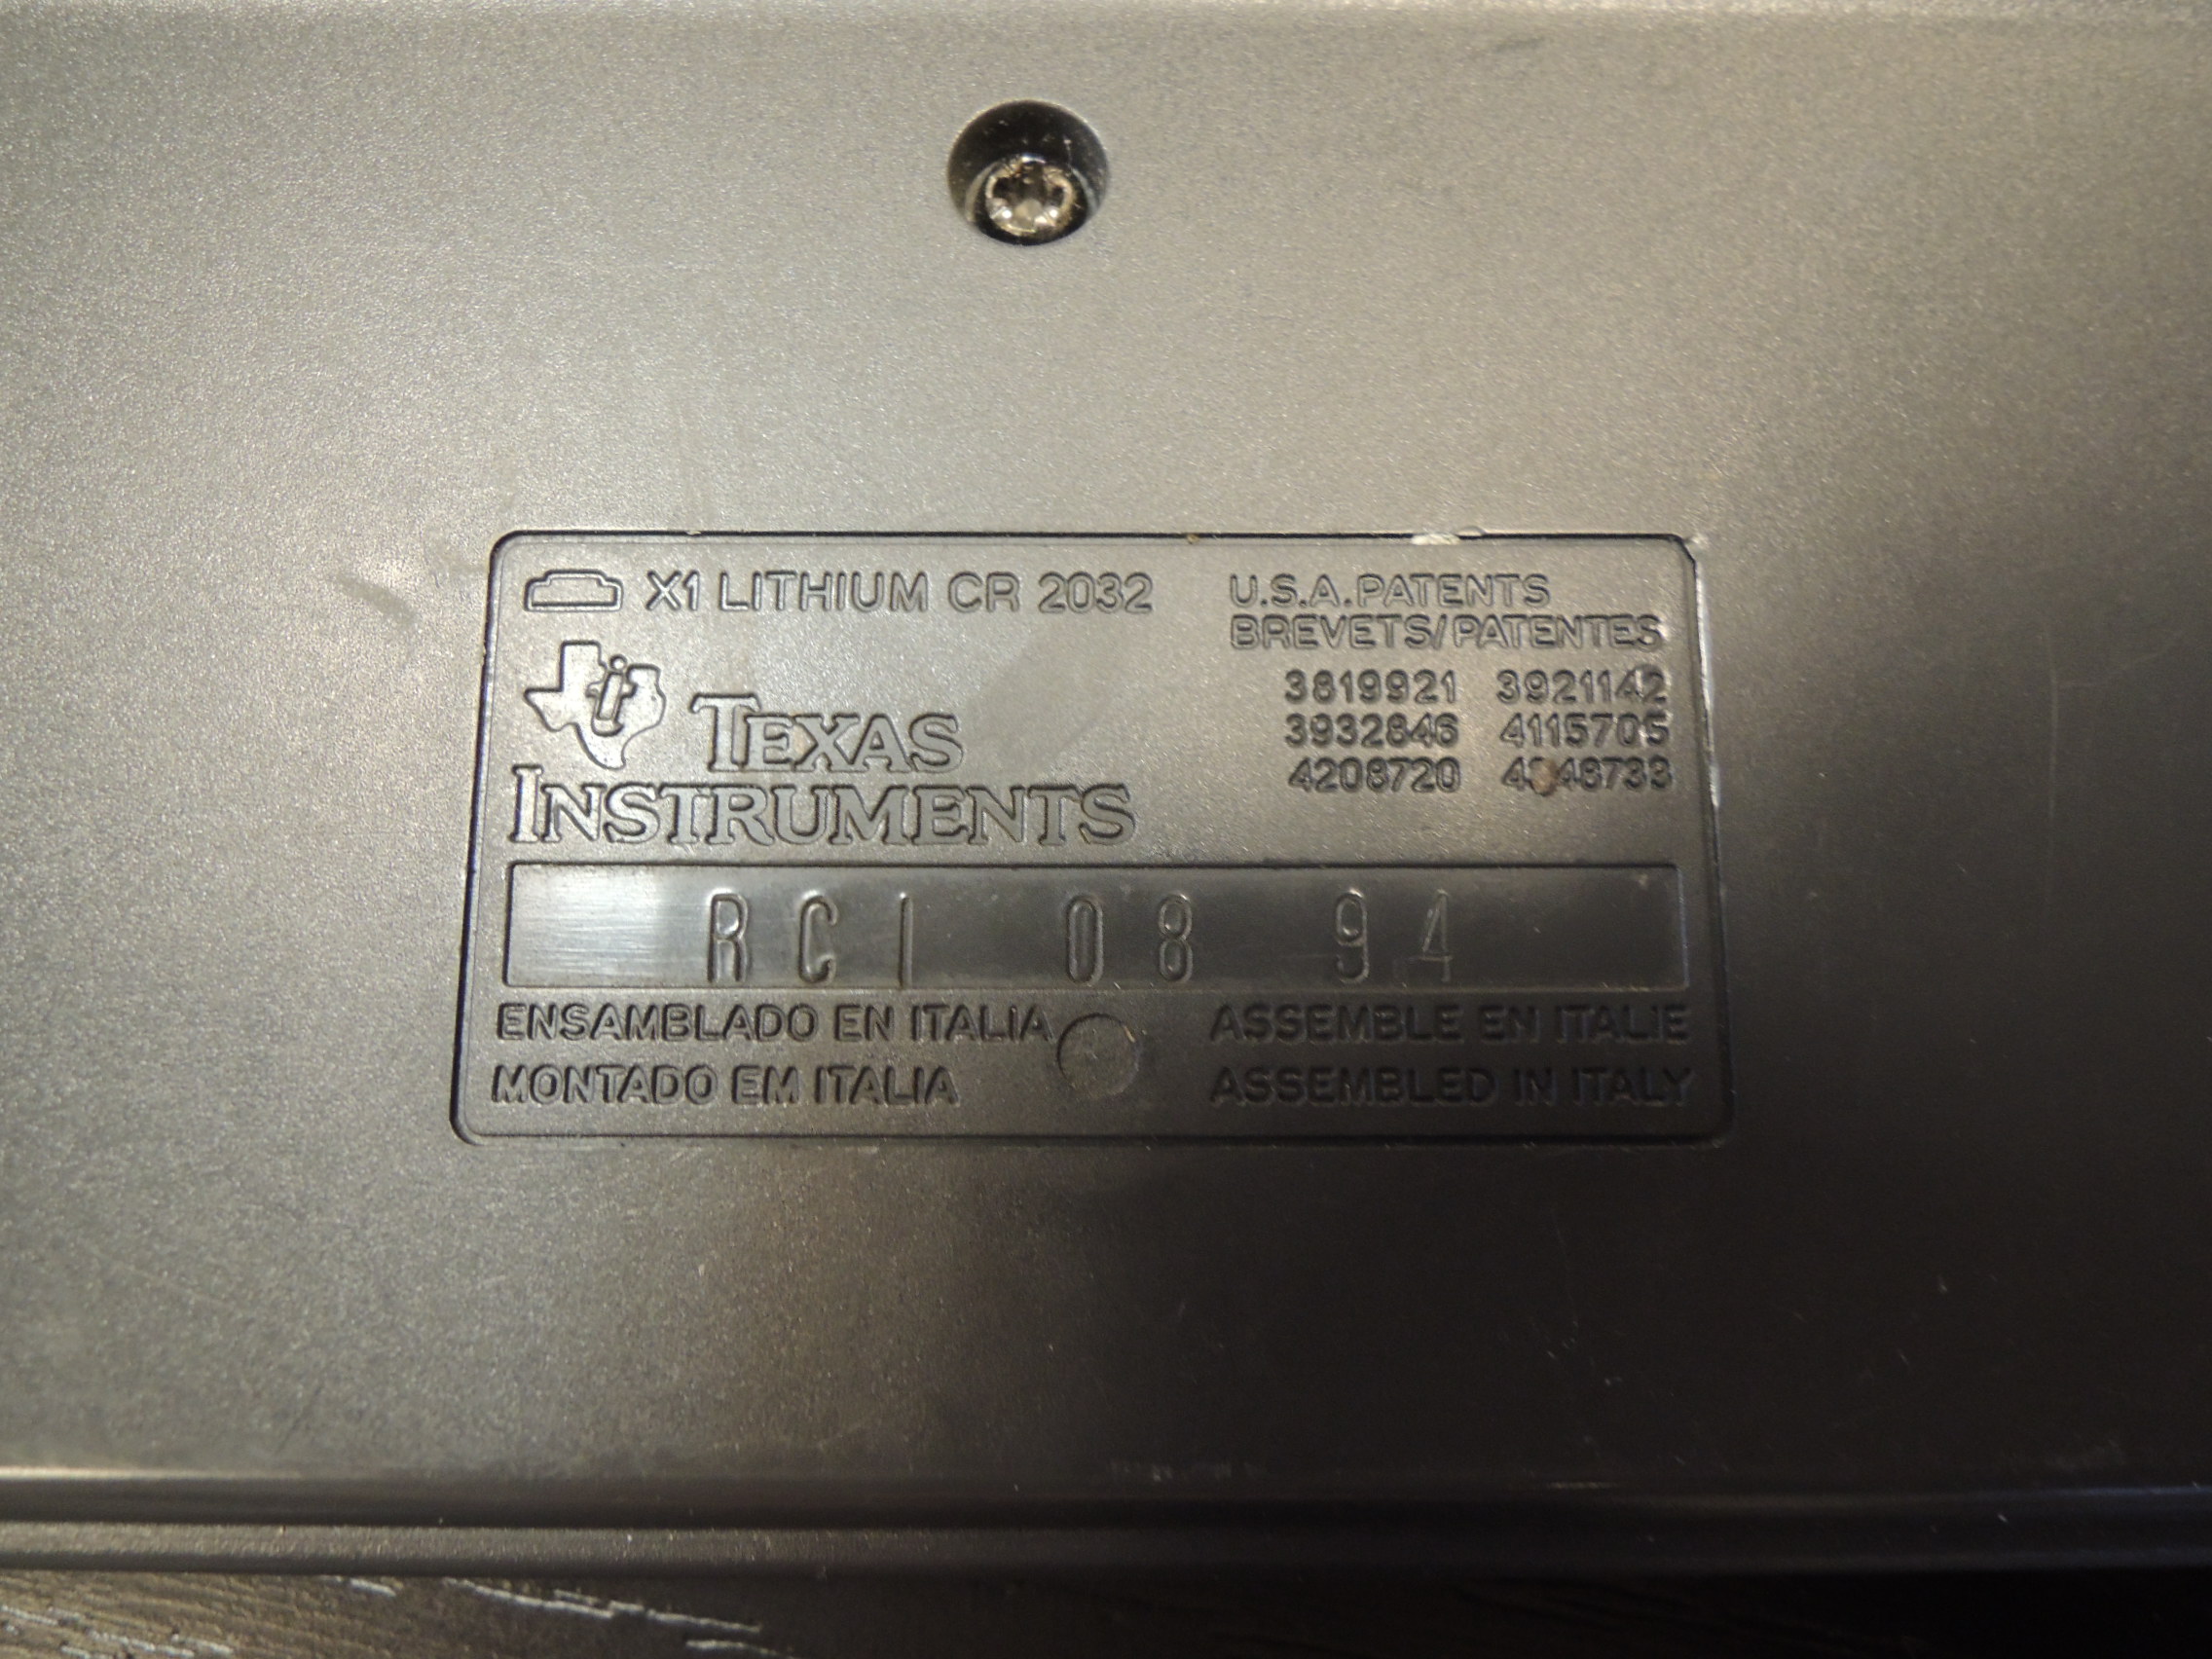 X1 LITHIUM CR 2032
TEXAS
INSTRUMENTS
U.S.A. PATENTS
BREVETS/PATENTES
3819921 3921142
3932846 4115705
4208720
RCI 08 94
ENSAMBLADO EN ITALIA
MONTADO EM ITALIA
ASSEMBLE EN ITALIE
ASSEMBLED IN ITALY